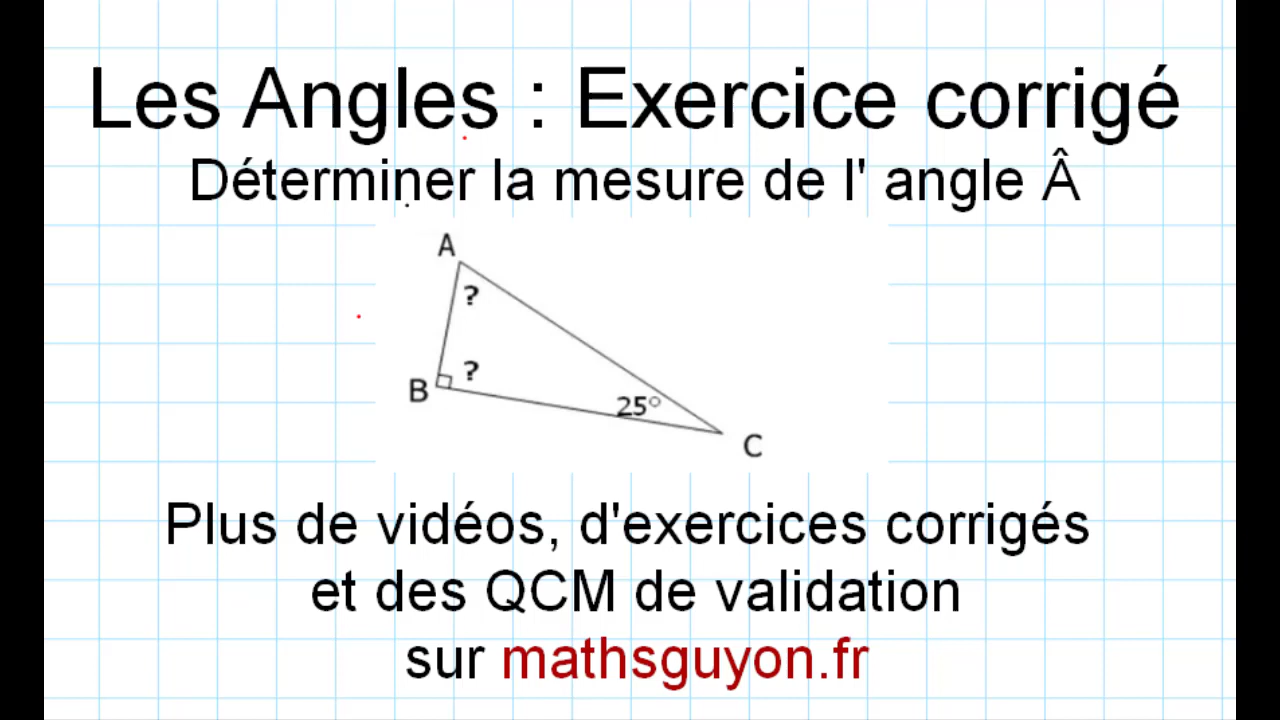 Les Angles : Exercice corrigé
Déterminer la mesure de l' angle Â
A
?
?
B
25°
C
Plus de vidéos, d'exercices corrigés
et des QCM de validation
sur mathsguyon.fr